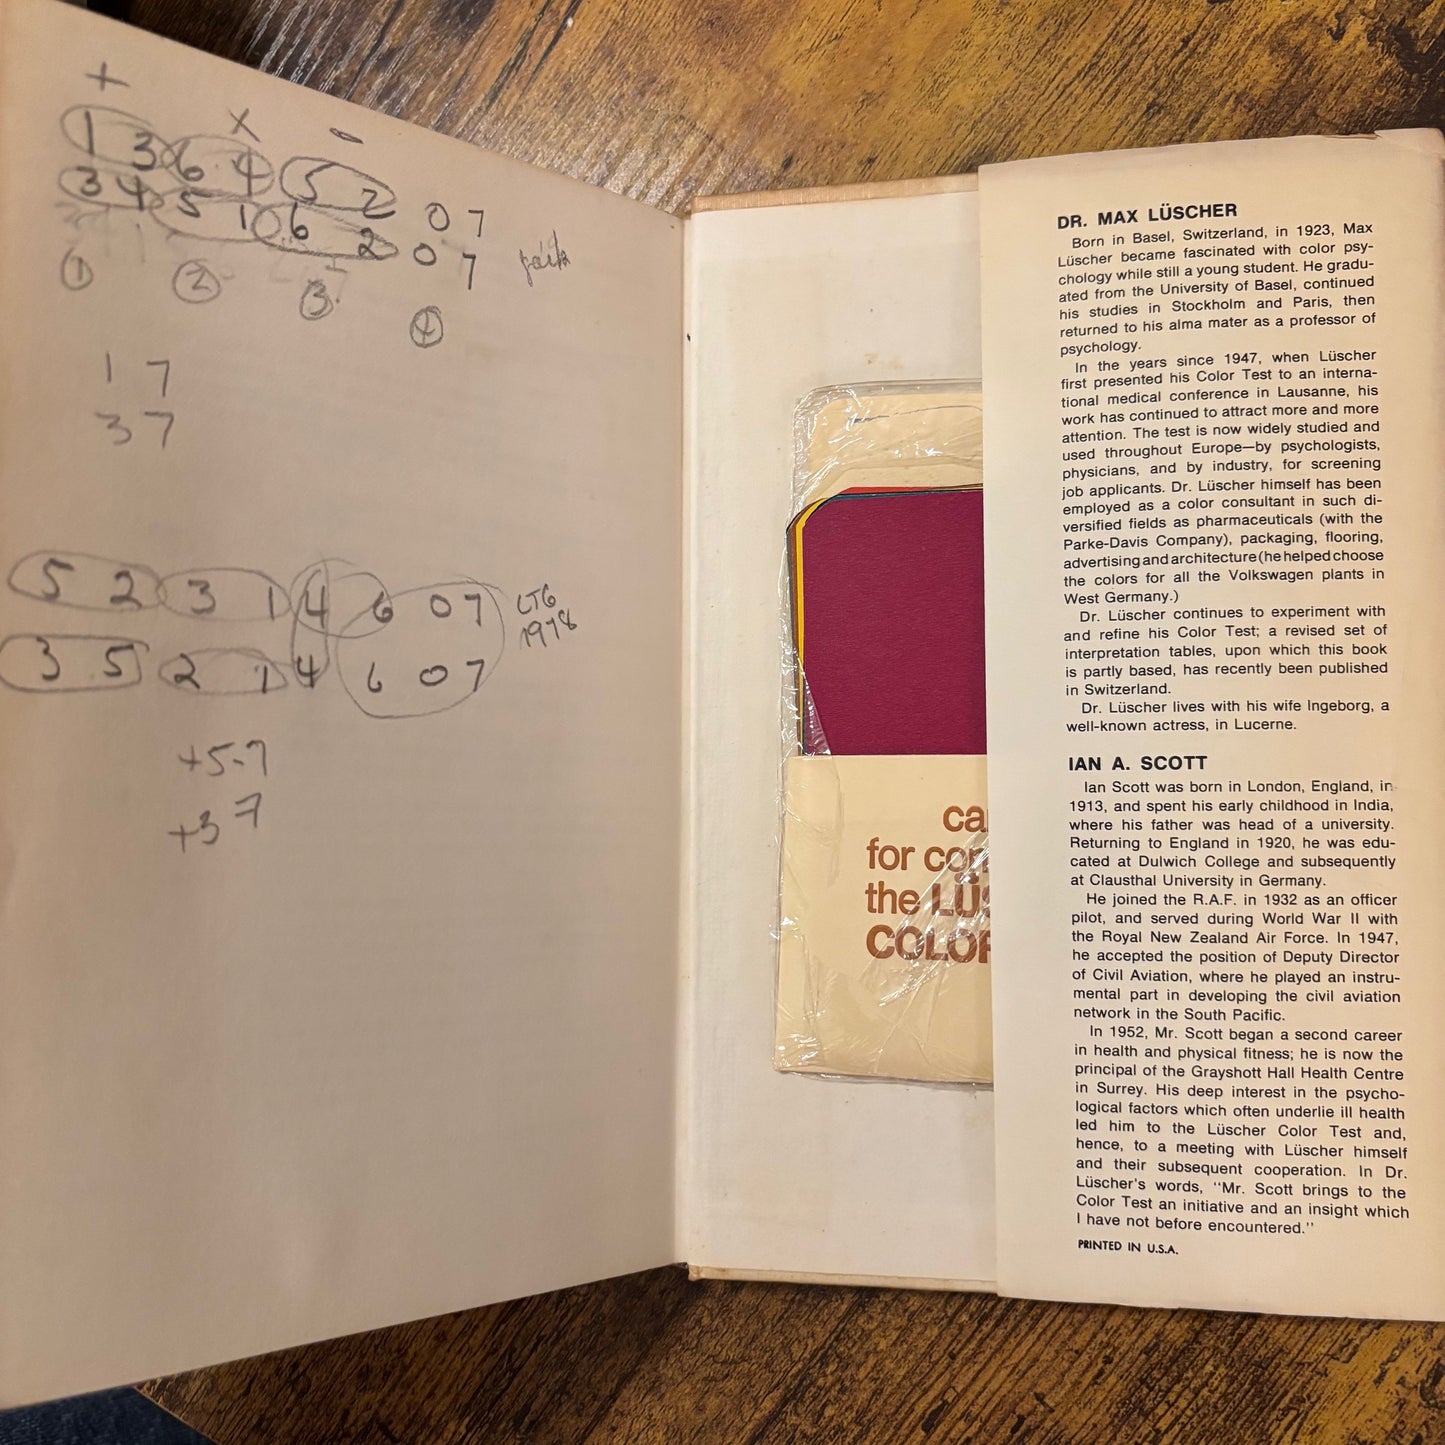 + × -
1 3 6 4 5 2 0 7
3 4 5 1 6 2 0 7
1 2 3 4
1 7
3 7
5 2 3 1 4 6 0 7
LTG
1978
3 5 2 1 4 6 0 7
+5-7
+3 7
for
the
DR. MAX LÜSCHER
Born in Basel, Switzerland, in 1923, Max
Lüscher became fascinated with color psy-
chology while still a young student. He gradu-
ated from the University of Basel, continued
his studies in Stockholm and Paris, then
returned to his alma mater as a professor of
psychology.
In the years since 1947, when Lüscher
first presented his Color Test to an interna-
tional medical conference in Lausanne, his
work has continued to attract more and more
attention. The test is now widely studied and
used throughout Europe—by psychologists,
physicians, and by industry, for screening
job applicants. Dr. Lüscher himself has been
employed as a color consultant in such di-
versified fields as pharmaceuticals (with the
Parke-Davis Company), packaging, flooring,
advertising and architecture (he helped choose
the colors for all the Volkswagen plants in
West Germany.)
Dr. Lüscher continues to experiment with
and refine his Color Test; a revised set of
interpretation tables, upon which this book
is partly based, has recently been published
in Switzerland.
Dr. Lüscher lives with his wife Ingeborg, a
well-known actress, in Lucerne.
IAN A. SCOTT
Ian Scott was born in London, England, in
1913, and spent his early childhood in India,
where his father was head of a university.
Returning to England in 1920, he was edu-
cated at Dulwich College and subsequently
at Clausthal University in Germany.
He joined the R.A.F. in 1932 as an officer
pilot, and served during World War II with
the Royal New Zealand Air Force. In 1947,
he accepted the position of Deputy Director
of Civil Aviation, where he played an instru-
mental part in developing the civil aviation
network in the South Pacific.
In 1952, Mr. Scott began a second career
in health and physical fitness; he is now the
principal of the Grayshott Hall Health Centre
in Surrey. His deep interest in the psycho-
logical factors which often underlie ill health
led him to the Lüscher Color Test and,
hence, to a meeting with Lüscher himself
and their subsequent cooperation. In Dr.
Lüscher's words, "Mr. Scott brings to the
Color Test an initiative and an insight which
I have not before encountered."
PRINTED IN U.S.A.